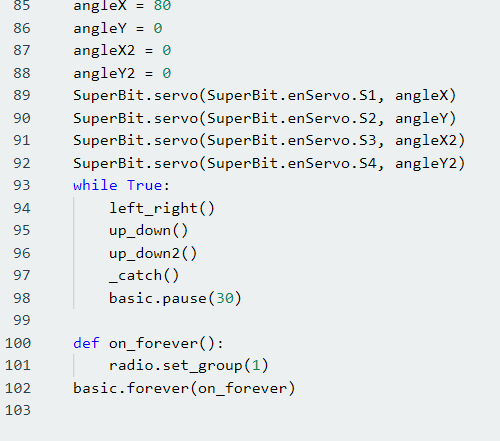 85 angleX = 80
86 angleY = 0
87 angleX2 = 0
88 angleY2 = 0
89 SuperBit.servo(SuperBit.enServo.S1, angleX)
90 SuperBit.servo(SuperBit.enServo.S2, angleY)
91 SuperBit.servo(SuperBit.enServo.S3, angleX2)
92 SuperBit.servo(SuperBit.enServo.S4, angleY2)
93 while True:
94     left_right()
95     up_down()
96     up_down2()
97     _catch()
98     basic.pause(30)
99
100 def on_forever():
101     radio.set_group(1)
102 basic.forever(on_forever)
103